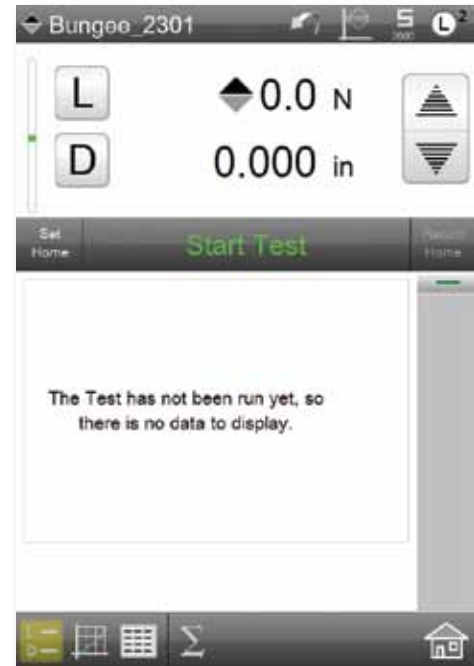 Bungee_2301
S
L2
L
0.0 N
D
0.000 in
Set
Home
Start Test
Return
Home
The Test has not been run yet, so
there is no data to display.
L
D
Σ